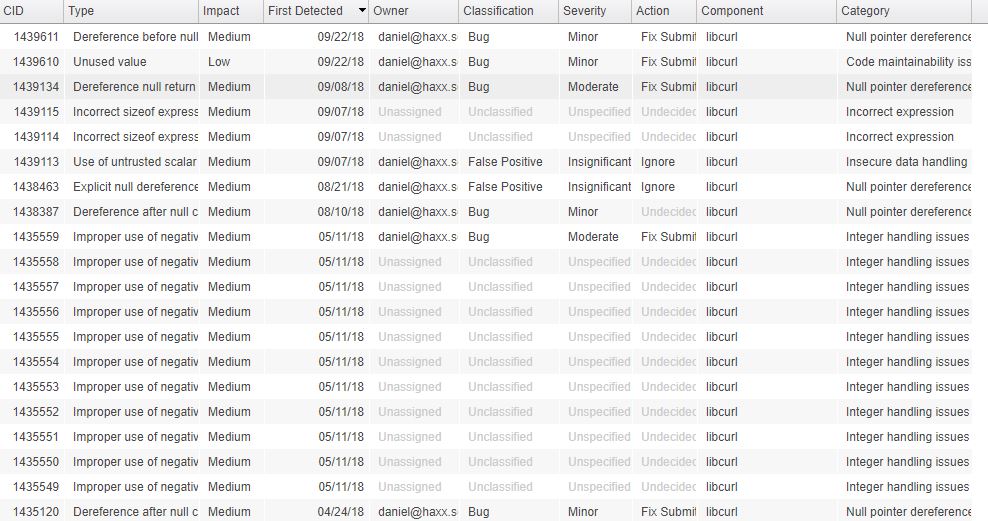 CID Type Impact First Detected Owner Classification Severity Action Component Category
1439611 Dereference before null Medium 09/22/18 daniel@haxx.s Bug Minor Fix Submit libcurl Null pointer dereference
1439610 Unused value Low 09/22/18 daniel@haxx.s Bug Minor Fix Submit libcurl Code maintainability iss
1439134 Dereference null return Medium 09/08/18 daniel@haxx.s Bug Moderate Fix Submit libcurl Null pointer dereference
1439115 Incorrect sizeof express Medium 09/07/18 Unassigned Unclassified Unspecified Undecided libcurl Incorrect expression
1439114 Incorrect sizeof express Medium 09/07/18 Unassigned Unclassified Unspecified Undecided libcurl Incorrect expression
1439113 Use of untrusted scalar Medium 09/07/18 daniel@haxx.s False Positive Insignificant Ignore libcurl Insecure data handling
1438463 Explicit null dereference Medium 08/21/18 daniel@haxx.s False Positive Insignificant Ignore libcurl Null pointer dereference
1438387 Dereference after null c Medium 08/10/18 daniel@haxx.s Bug Minor Undecided libcurl Null pointer dereference
1435559 Improper use of negativ Medium 05/11/18 daniel@haxx.s Bug Moderate Fix Submit libcurl Integer handling issues
1435558 Improper use of negativ Medium 05/11/18 Unassigned Unclassified Unspecified Undecided libcurl Integer handling issues
1435557 Improper use of negativ Medium 05/11/18 Unassigned Unclassified Unspecified Undecided libcurl Integer handling issues
1435556 Improper use of negativ Medium 05/11/18 Unassigned Unclassified Unspecified Undecided libcurl Integer handling issues
1435555 Improper use of negativ Medium 05/11/18 Unassigned Unclassified Unspecified Undecided libcurl Integer handling issues
1435554 Improper use of negativ Medium 05/11/18 Unassigned Unclassified Unspecified Undecided libcurl Integer handling issues
1435553 Improper use of negativ Medium 05/11/18 Unassigned Unclassified Unspecified Undecided libcurl Integer handling issues
1435552 Improper use of negativ Medium 05/11/18 Unassigned Unclassified Unspecified Undecided libcurl Integer handling issues
1435551 Improper use of negativ Medium 05/11/18 Unassigned Unclassified Unspecified Undecided libcurl Integer handling issues
1435550 Improper use of negativ Medium 05/11/18 Unassigned Unclassified Unspecified Undecided libcurl Integer handling issues
1435549 Improper use of negativ Medium 05/11/18 Unassigned Unclassified Unspecified Undecided libcurl Integer handling issues
1435120 Dereference after null c Medium 04/24/18 daniel@haxx.s Bug Minor Fix Submit libcurl Null pointer dereference